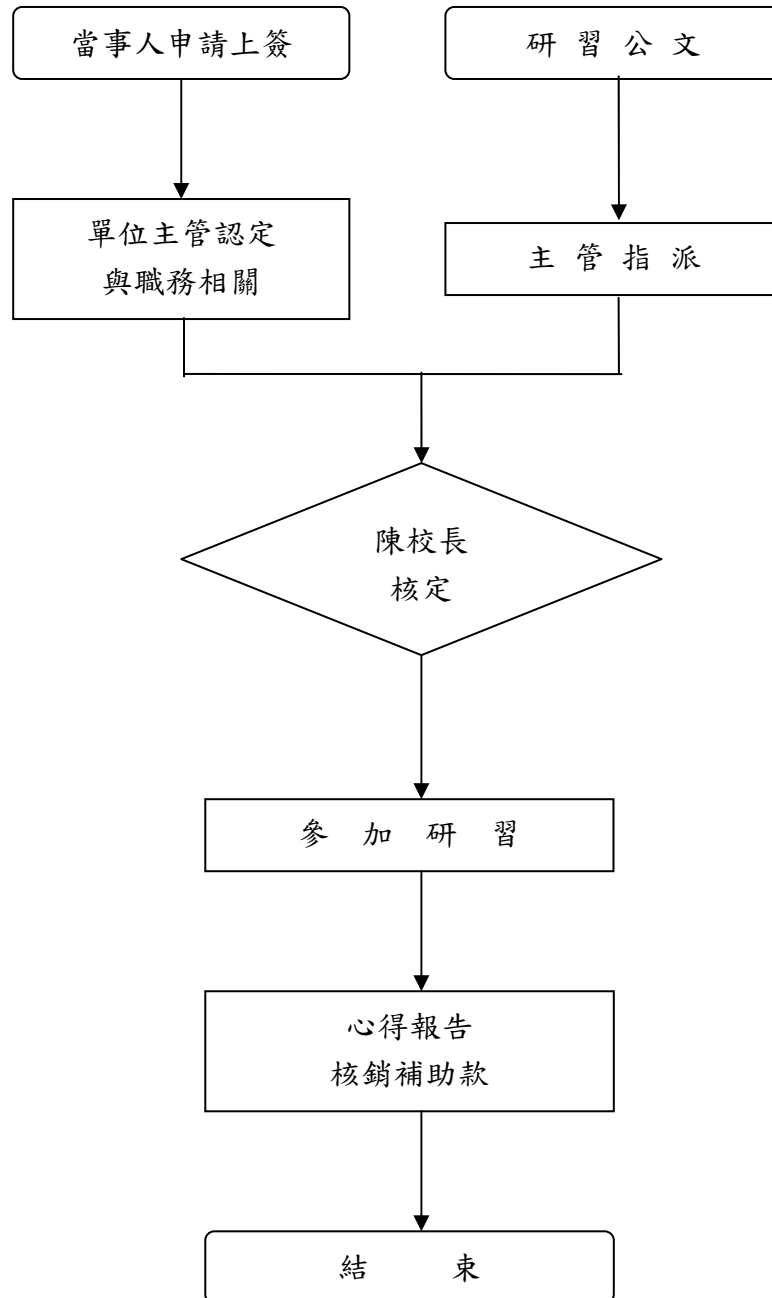 當事人申請上簽
研習公文
單位主管認定
與職務相關
主管指派
陳校長
核定
參加研習
心得報告
核銷補助款
結束